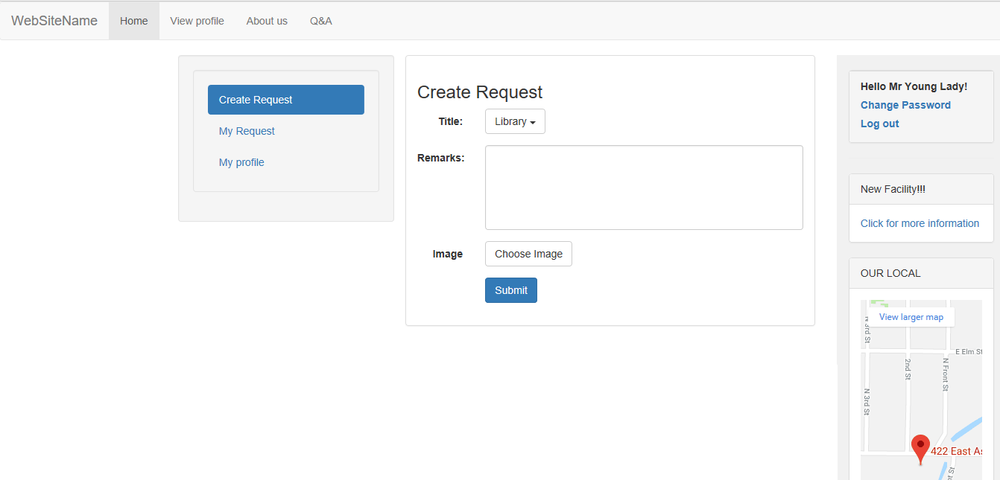 WebSiteName Home View profile About us Q&A
Create Request
My Request
My profile
Create Request
Title: Library
Remarks:
Image Choose Image
Submit
Hello Mr Young Lady!
Change Password
Log out
New Facility!!!
Click for more information
OUR LOCAL
View larger map
N 3rd St
E Elm St
2nd St
N Front St
N 3rd St
422 East As
nt St